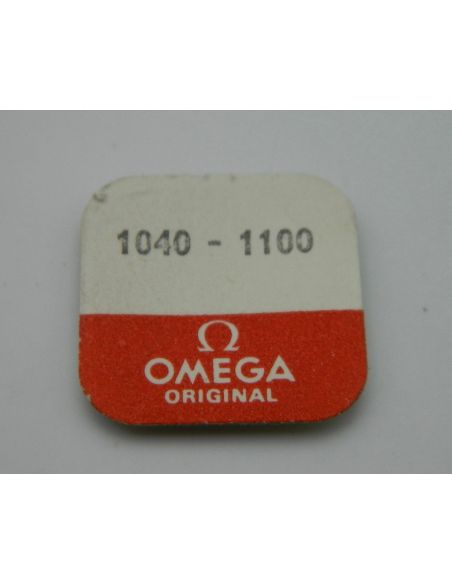 1040 - 1100
Ω
OMEGA
ORIGINAL